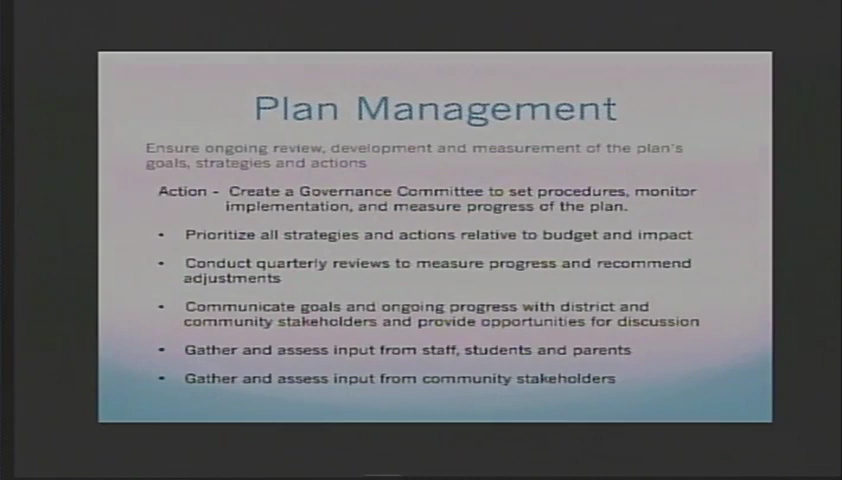 Plan Management
Ensure ongoing review, development and measurement of the plan's
goals, strategies and actions
Action - Create a Governance Committee to set procedures, monitor
implementation, and measure progress of the plan.
• Prioritize all strategies and actions relative to budget and impact
• Conduct quarterly reviews to measure progress and recommend
adjustments
• Communicate goals and ongoing progress with district and
community stakeholders and provide opportunities for discussion
• Gather and assess input from staff, students and parents
• Gather and assess input from community stakeholders